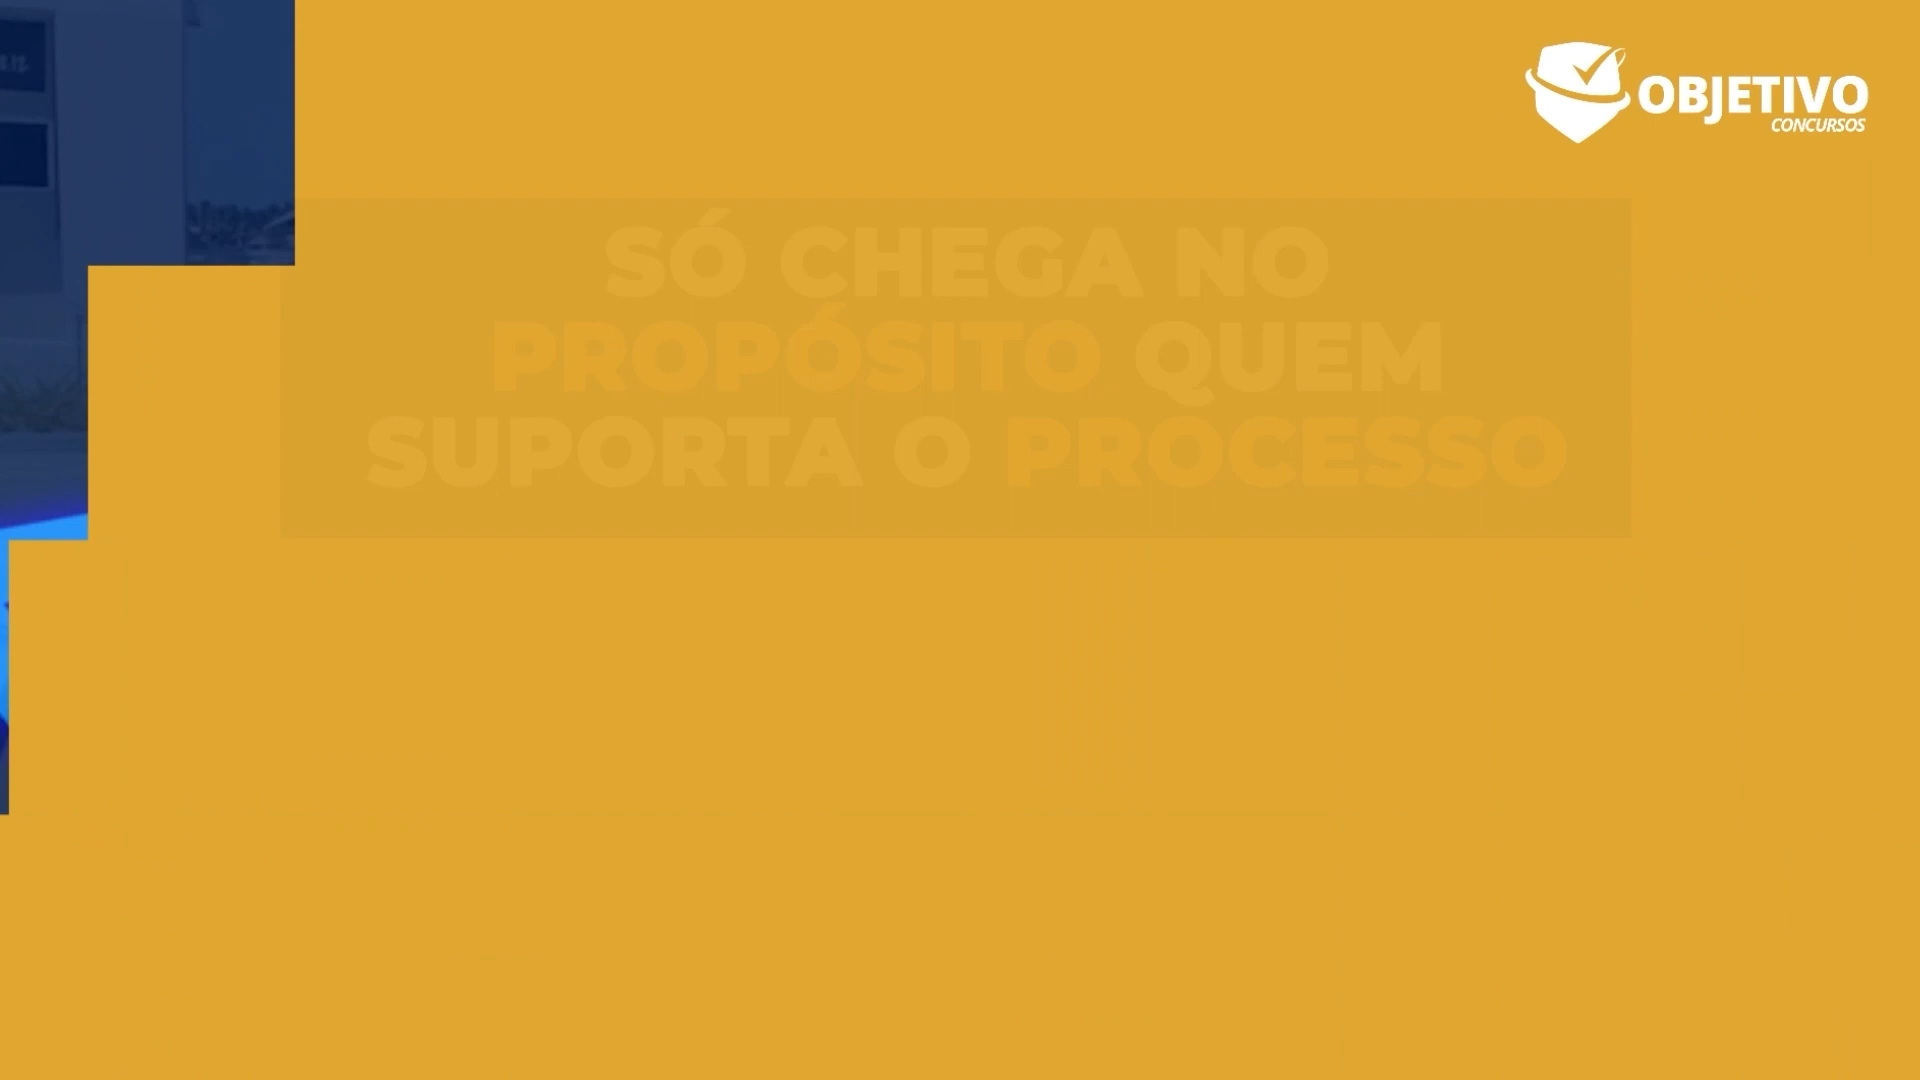 OBJETIVO
CONCURSOS
SÓ CHEGA NO
PROPÓSITO QUEM
SUPORTA O PROCESSO